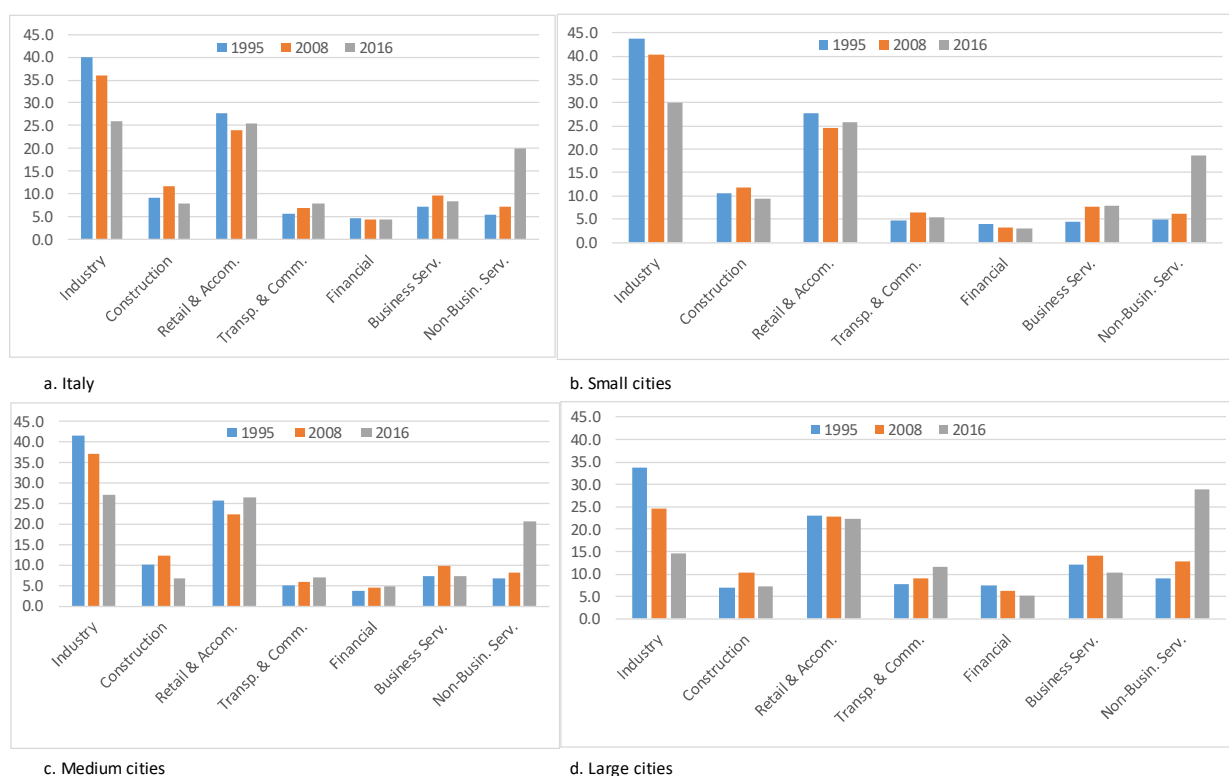 1995 2008 2016
45.0
40.0
35.0
30.0
25.0
20.0
15.0
10.0
5.0
0.0
Industry
Construction
Retail & Accom.
Transp. & Comm.
Financial
Business Serv.
Non-Busin. Serv.
a. Italy
1995 2008 2016
50.0
45.0
40.0
35.0
30.0
25.0
20.0
15.0
10.0
5.0
0.0
Industry
Construction
Retail & Accom.
Transp. & Comm.
Financial
Business Serv.
Non-Busin. Serv.
b. Small cities
1995 2008 2016
45.0
40.0
35.0
30.0
25.0
20.0
15.0
10.0
5.0
0.0
Industry
Construction
Retail & Accom.
Transp. & Comm.
Financial
Business Serv.
Non-Busin. Serv.
c. Medium cities
1995 2008 2016
45.0
40.0
35.0
30.0
25.0
20.0
15.0
10.0
5.0
0.0
Industry
Construction
Retail & Accom.
Transp. & Comm.
Financial
Business Serv.
Non-Busin. Serv.
d. Large cities